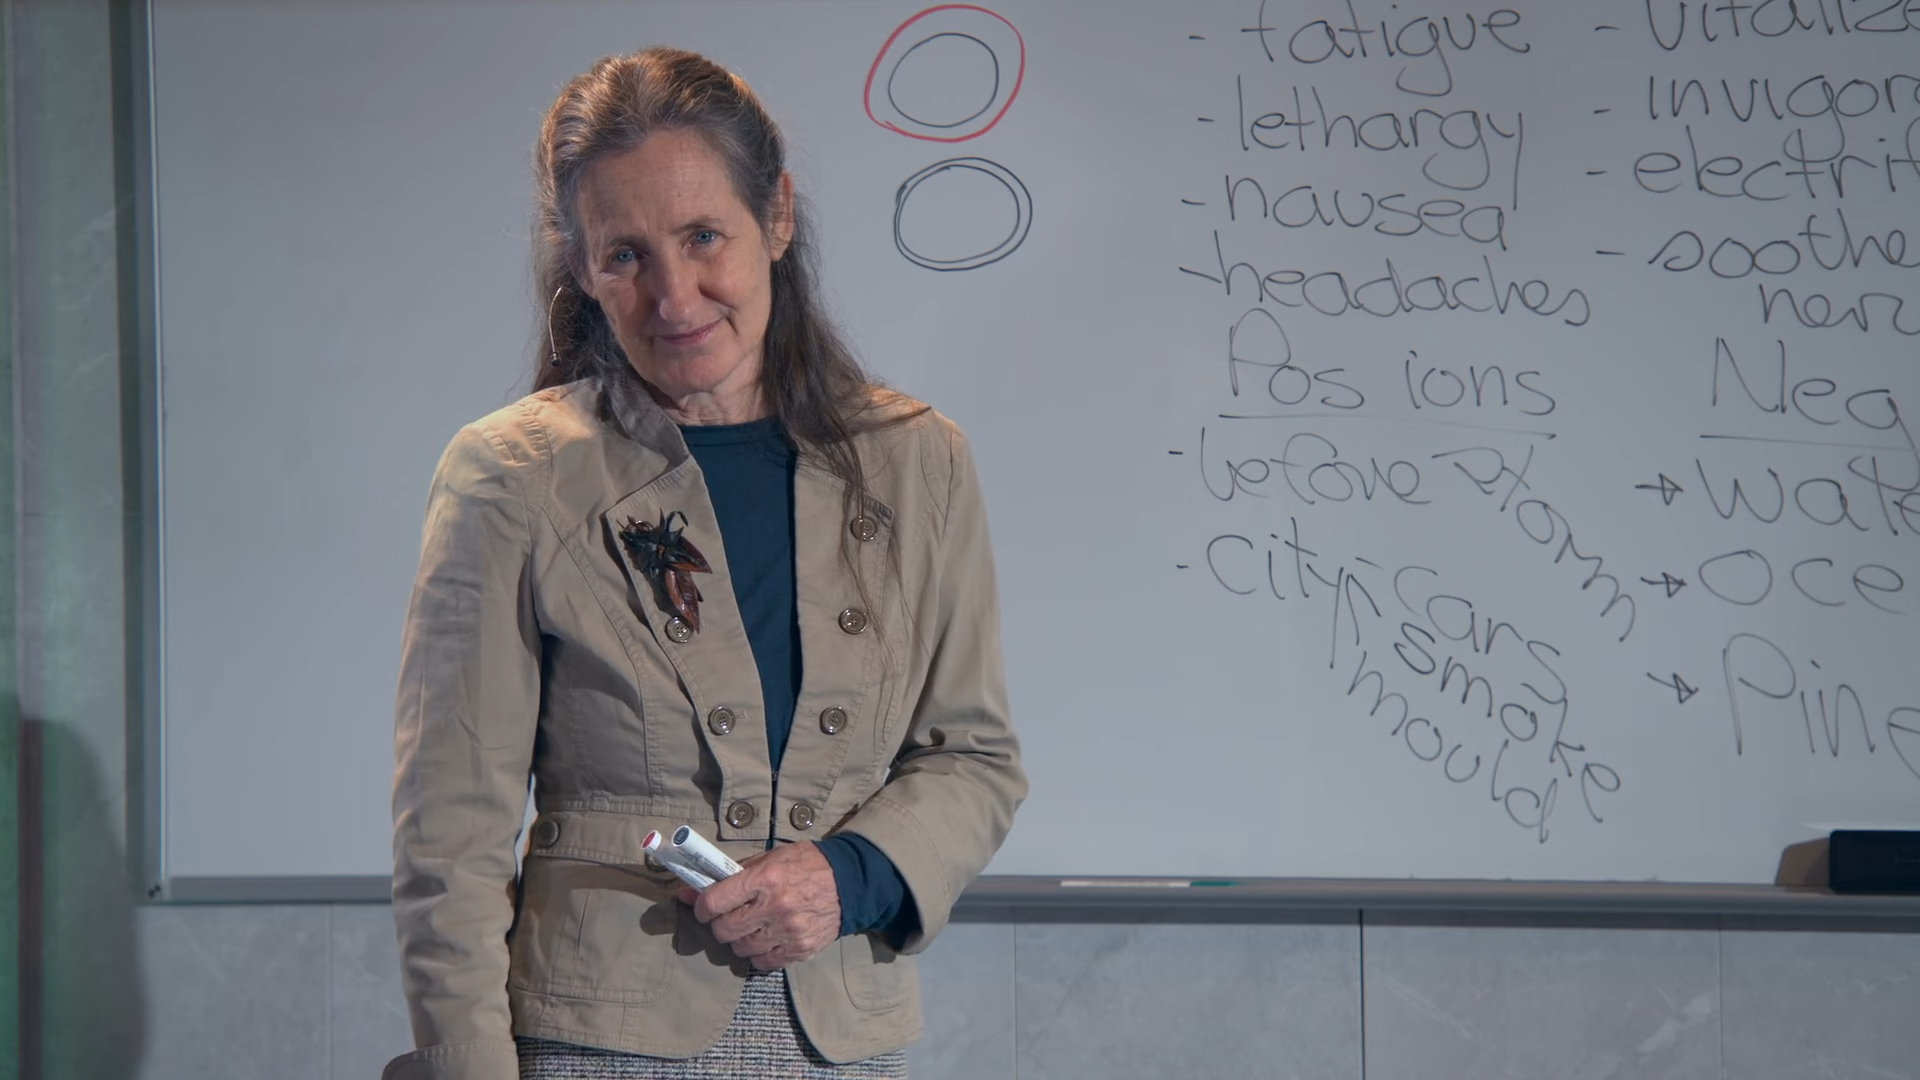 - fatigue
- lethargy
- nausea
- headaches
Pos ions
- before storm
- city, cars
smoke
mould
- vitalize
- invigor
- electrif
- soothe
nerv
Neg
→ wate
→ Oce
→ Pine